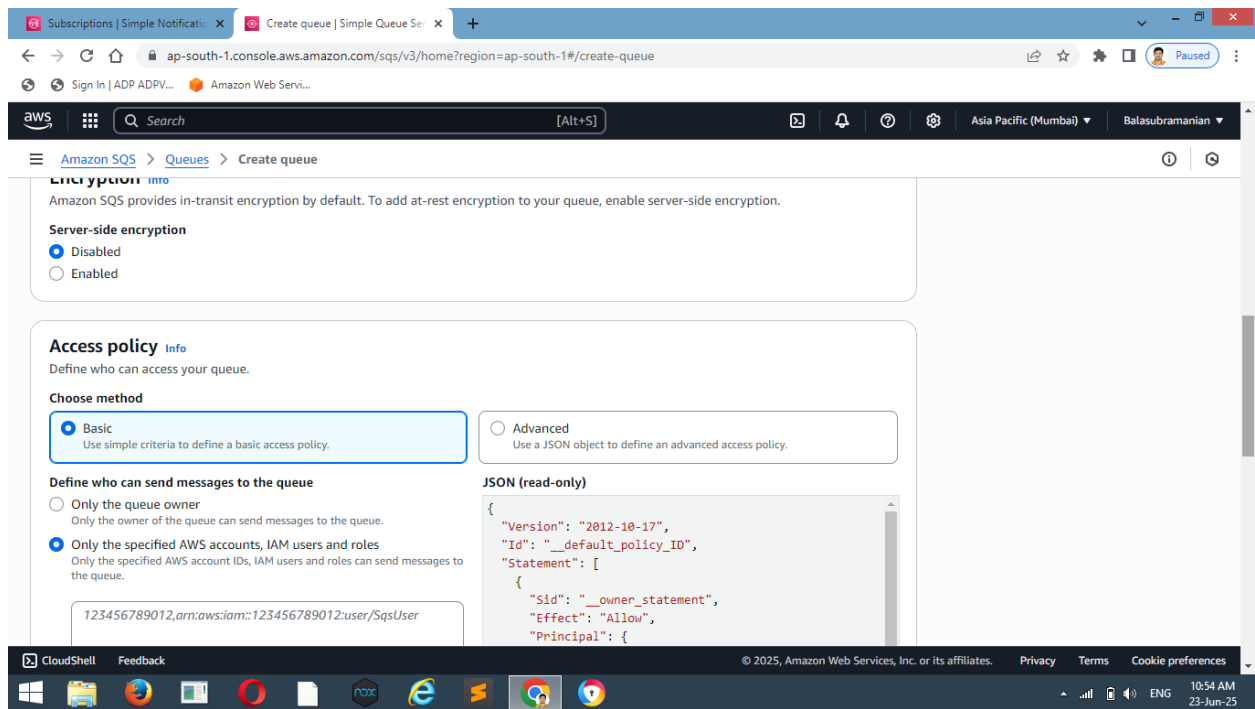 Subscriptions | Simple Notificatio
Create queue | Simple Queue Ser
ap-south-1.console.aws.amazon.com/sqs/v3/home?region=ap-south-1#/create-queue
Paused
Sign In | ADP ADPV...
Amazon Web Servi...
aws
Search
[Alt+S]
Asia Pacific (Mumbai)
Balasubramanian
Amazon SQS > Queues > Create queue
Encryption Info
Amazon SQS provides in-transit encryption by default. To add at-rest encryption to your queue, enable server-side encryption.
Server-side encryption
Disabled
Enabled
Access policy Info
Define who can access your queue.
Choose method
Basic
Use simple criteria to define a basic access policy.
Advanced
Use a JSON object to define an advanced access policy.
Define who can send messages to the queue
Only the queue owner
Only the owner of the queue can send messages to the queue.
Only the specified AWS accounts, IAM users and roles
Only the specified AWS account IDs, IAM users and roles can send messages to
the queue.
123456789012,arn:aws:iam::123456789012:user/SqsUser
JSON (read-only)
{
"Version": "2012-10-17",
"Id": "__default_policy_ID",
"Statement": [
{
"Sid": "__owner_statement",
"Effect": "Allow",
"Principal": {
CloudShell
Feedback
© 2025, Amazon Web Services, Inc. or its affiliates.
Privacy
Terms
Cookie preferences
nox
ENG
10:54 AM
23-Jun-25